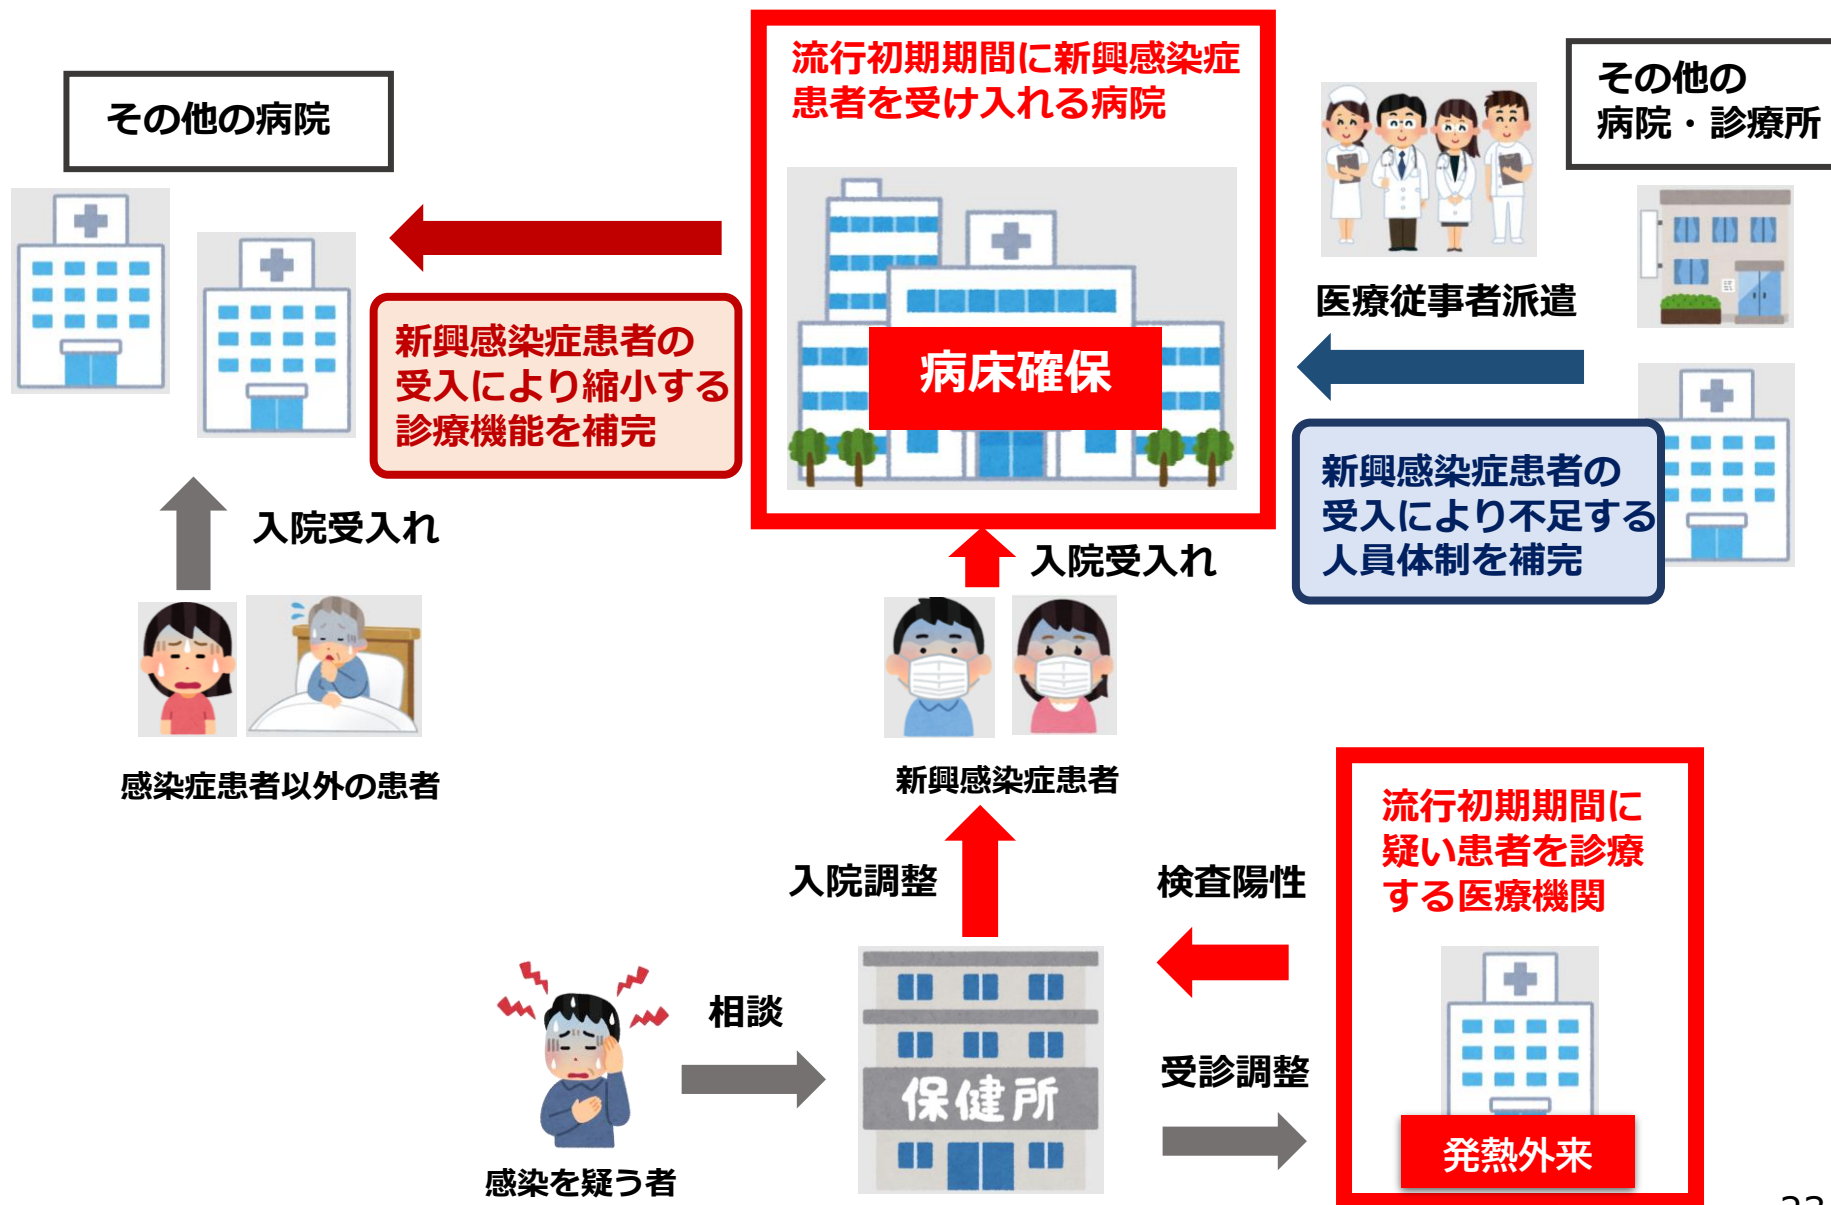 その他の病院
流行初期期間に新興感染症
患者を受け入れる病院
その他の
病院・診療所
医療従事者派遣
病床確保
新興感染症患者の
受入により縮小する
診療機能を補完
新興感染症患者の
受入により不足する
人員体制を補完
入院受入れ
入院受入れ
感染症患者以外の患者
新興感染症患者
流行初期期間に
疑い患者を診療
する医療機関
入院調整
検査陽性
相談
受診調整
保健所
発熱外来
感染を疑う者